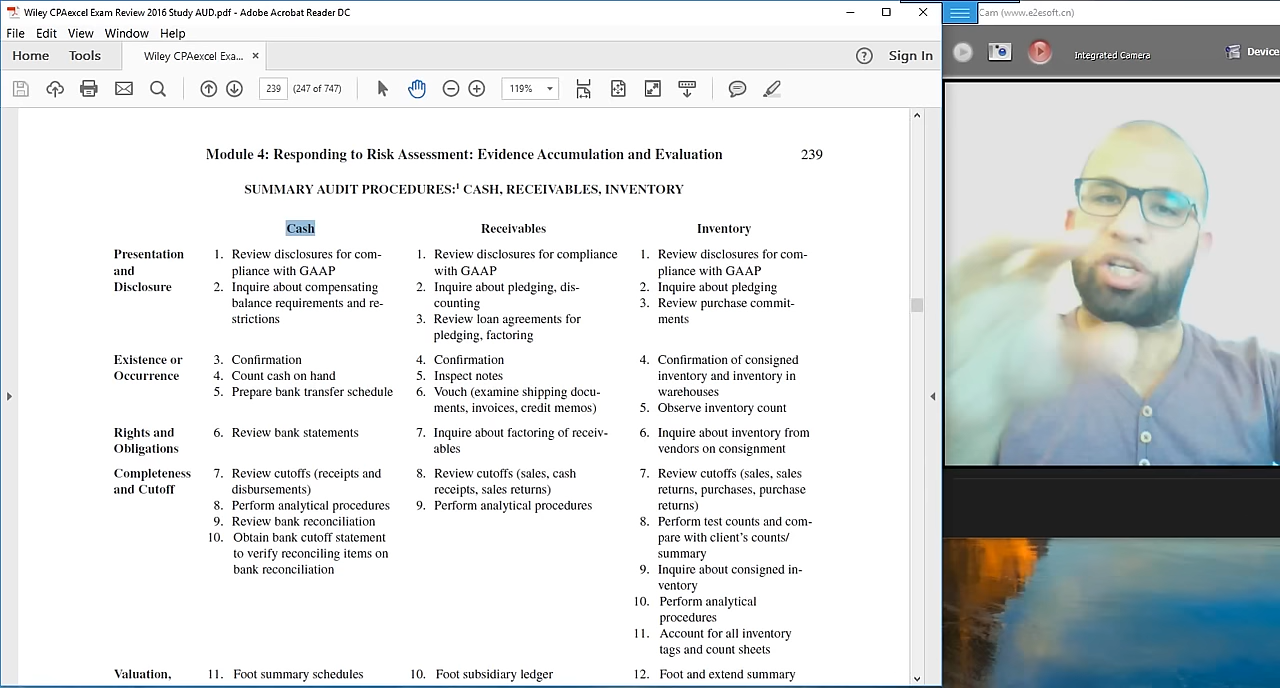 Wiley CPAexcel Exam Review 2016 Study AUD.pdf - Adobe Acrobat Reader DC
Cam (www.e2esoft.cn)
File Edit View Window Help
Home Tools Wiley CPAexcel Exa... × Sign In
Integrated Camera Device
239 (247 of 747) 119%
Module 4: Responding to Risk Assessment: Evidence Accumulation and Evaluation 239
SUMMARY AUDIT PROCEDURES:¹ CASH, RECEIVABLES, INVENTORY
Cash Receivables Inventory
Presentation 1. Review disclosures for com- 1. Review disclosures for compliance 1. Review disclosures for com-
and pliance with GAAP with GAAP pliance with GAAP
Disclosure 2. Inquire about compensating 2. Inquire about pledging, dis- 2. Inquire about pledging
balance requirements and re- counting 3. Review purchase commit-
strictions 3. Review loan agreements for ments
pledging, factoring
Existence or 3. Confirmation 4. Confirmation 4. Confirmation of consigned
Occurrence 4. Count cash on hand 5. Inspect notes inventory and inventory in
5. Prepare bank transfer schedule 6. Vouch (examine shipping docu- warehouses
ments, invoices, credit memos) 5. Observe inventory count
Rights and 6. Review bank statements 7. Inquire about factoring of receiv- 6. Inquire about inventory from
Obligations ables vendors on consignment
Completeness 7. Review cutoffs (receipts and 8. Review cutoffs (sales, cash 7. Review cutoffs (sales, sales
and Cutoff disbursements) receipts, sales returns) returns, purchases, purchase
8. Perform analytical procedures 9. Perform analytical procedures returns)
9. Review bank reconciliation 8. Perform test counts and com-
10. Obtain bank cutoff statement pare with client's counts/
to verify reconciling items on summary
bank reconciliation 9. Inquire about consigned in-
ventory
10. Perform analytical
procedures
11. Account for all inventory
tags and count sheets
Valuation, 11. Foot summary schedules 10. Foot subsidiary ledger 12. Foot and extend summary